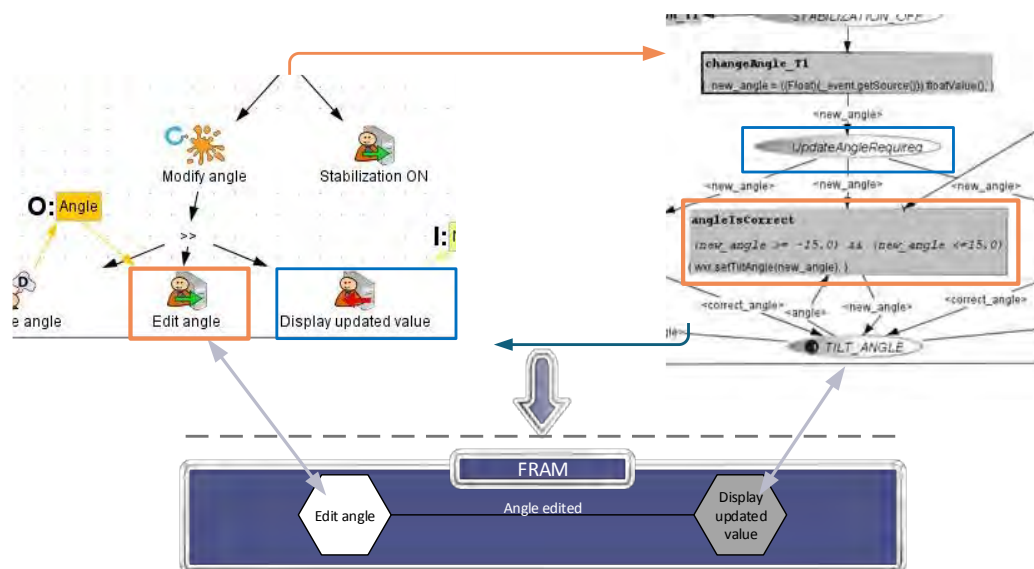 STABILIZATION_OFF
changeAngle_T1
new_angle = ((Float)(_event.getSource())).floatValue(); }
<new_angle>
UpdateAngleRequired
<new_angle>
<new_angle>
<new_angle>
angleIsCorrect
(new_angle >= -15.0) && (new_angle <=15.0)
{ wxr.setTiltAngle(new_angle); }
<correct_angle>
<angle>
<new_angle>
<correct_angle>
TILT_ANGLE
Modify angle
Stabilization ON
O: Angle
I:
>>
D
e angle
Edit angle
Display updated value
FRAM
Edit angle
Angle edited
Display
updated
value